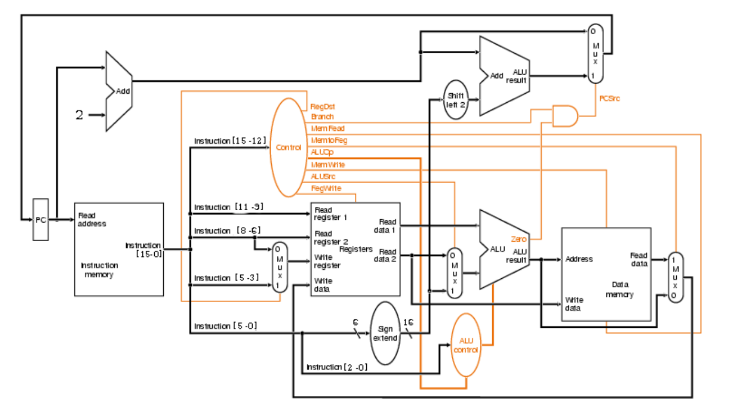 0
M
u
x
1
Add
ALU
result
Add
2
Shift
left 2
PCSrc
RegDst
Branch
MemRead
MemtoReg
ALUOp
MemWrite
ALUSrc
RegWrite
Control
Instruction [15 -12]
PC
Read
address
Instruction
[15-0]
Instruction
memory
Instruction [11 -9]
Instruction [8 -6]
Instruction [5 -3]
Instruction [5 -0]
Instruction [2 -0]
0
M
u
x
1
Read
register 1
Read
register 2
Registers
Write
register
Write
data
Read
data 1
Read
data 2
6
Sign
extend
16
0
M
u
x
1
Zero
ALU
ALU
result
ALU
control
Address
Read
data
Data
memory
Write
data
1
M
u
x
0